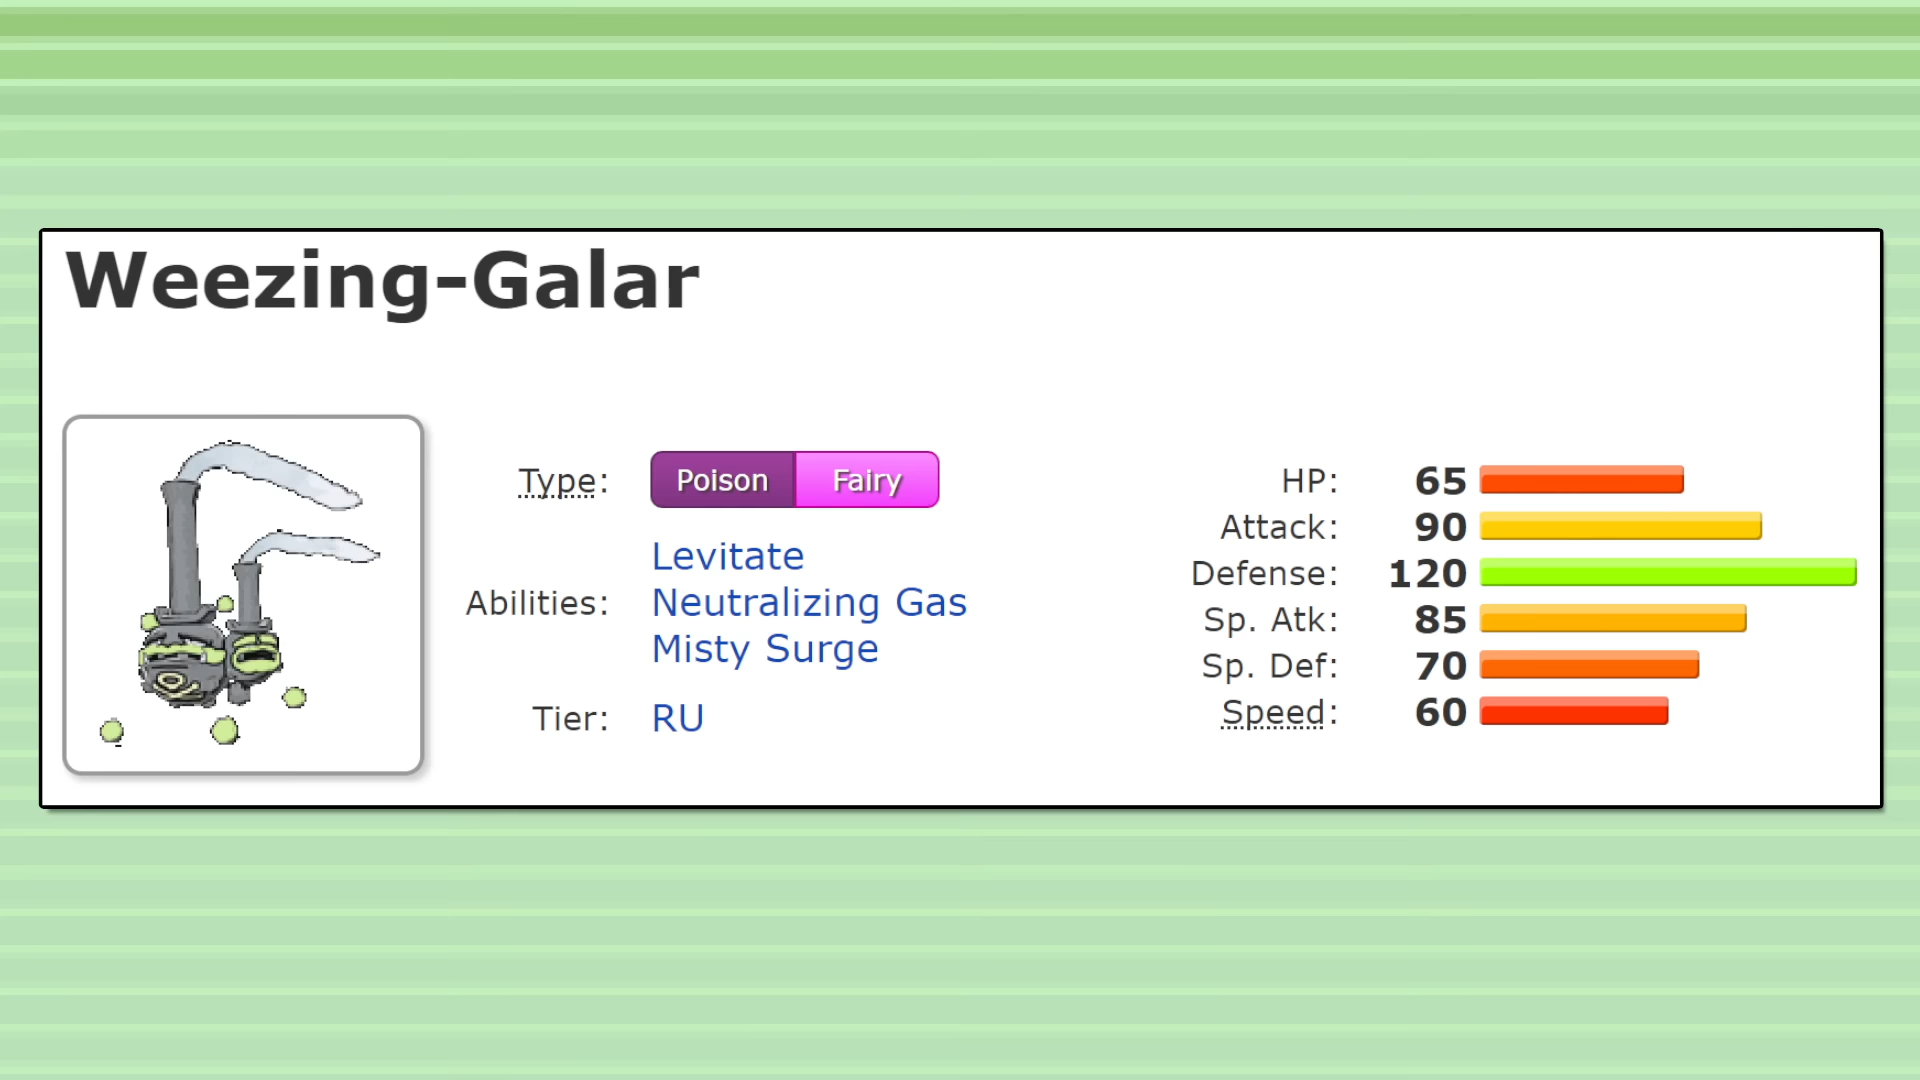 Weezing-Galar
Type: Poison Fairy
Abilities: Levitate
Neutralizing Gas
Misty Surge
Tier: RU
HP: 65
Attack: 90
Defense: 120
Sp. Atk: 85
Sp. Def: 70
Speed: 60